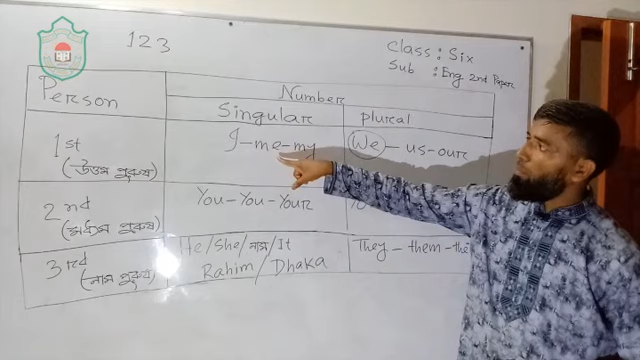 123
Class: Six
Sub : Eng 2nd Paper
Person
Number
Singular
plural
1st
(উত্তম পুরুষ)
I-me-my
We - us-our
2nd
(মধ্যম পুরুষ)
You-You-Your
3rd
(নাম পুরুষ)
He/She/নাম/It
Rahim/Dhaka
They - them-the